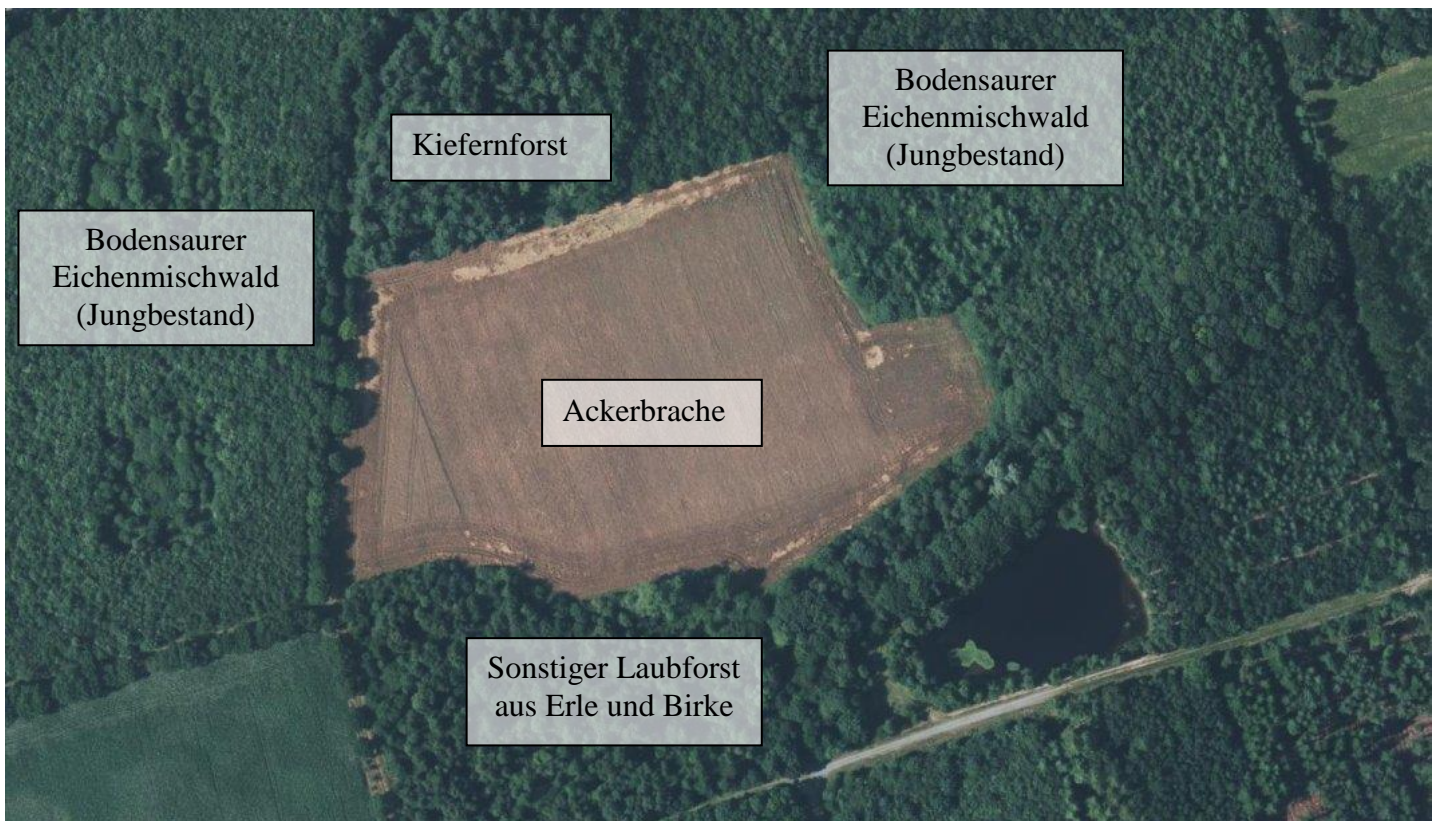 Bodensaurer
Eichenmischwald
(Jungbestand)
Kiefernforst
Bodensaurer
Eichenmischwald
(Jungbestand)
Ackerbrache
Sonstiger Laubforst
aus Erle und Birke